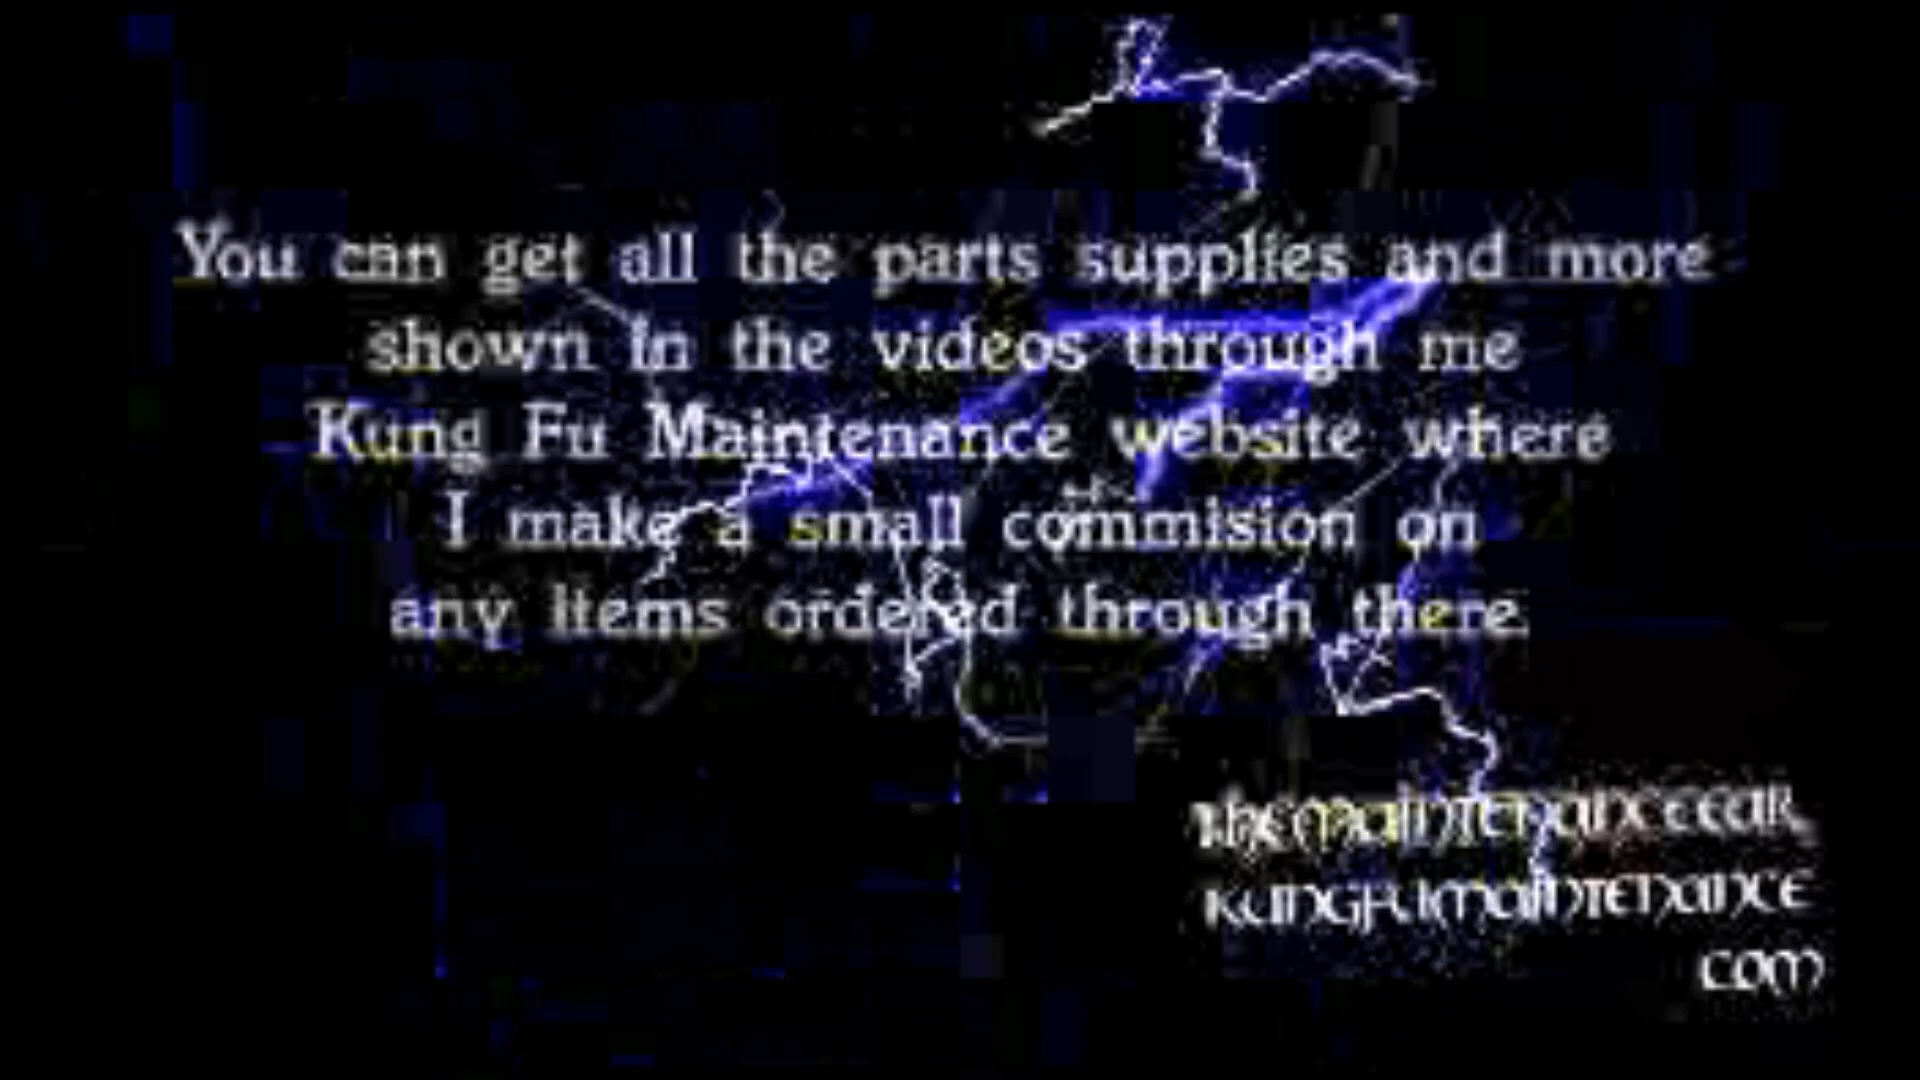 You can get all the parts supplies and more
shown in the videos through me
Kung Fu Maintenance website where
I make a small commision on
any items ordered through there.
kungfumaintenance
com